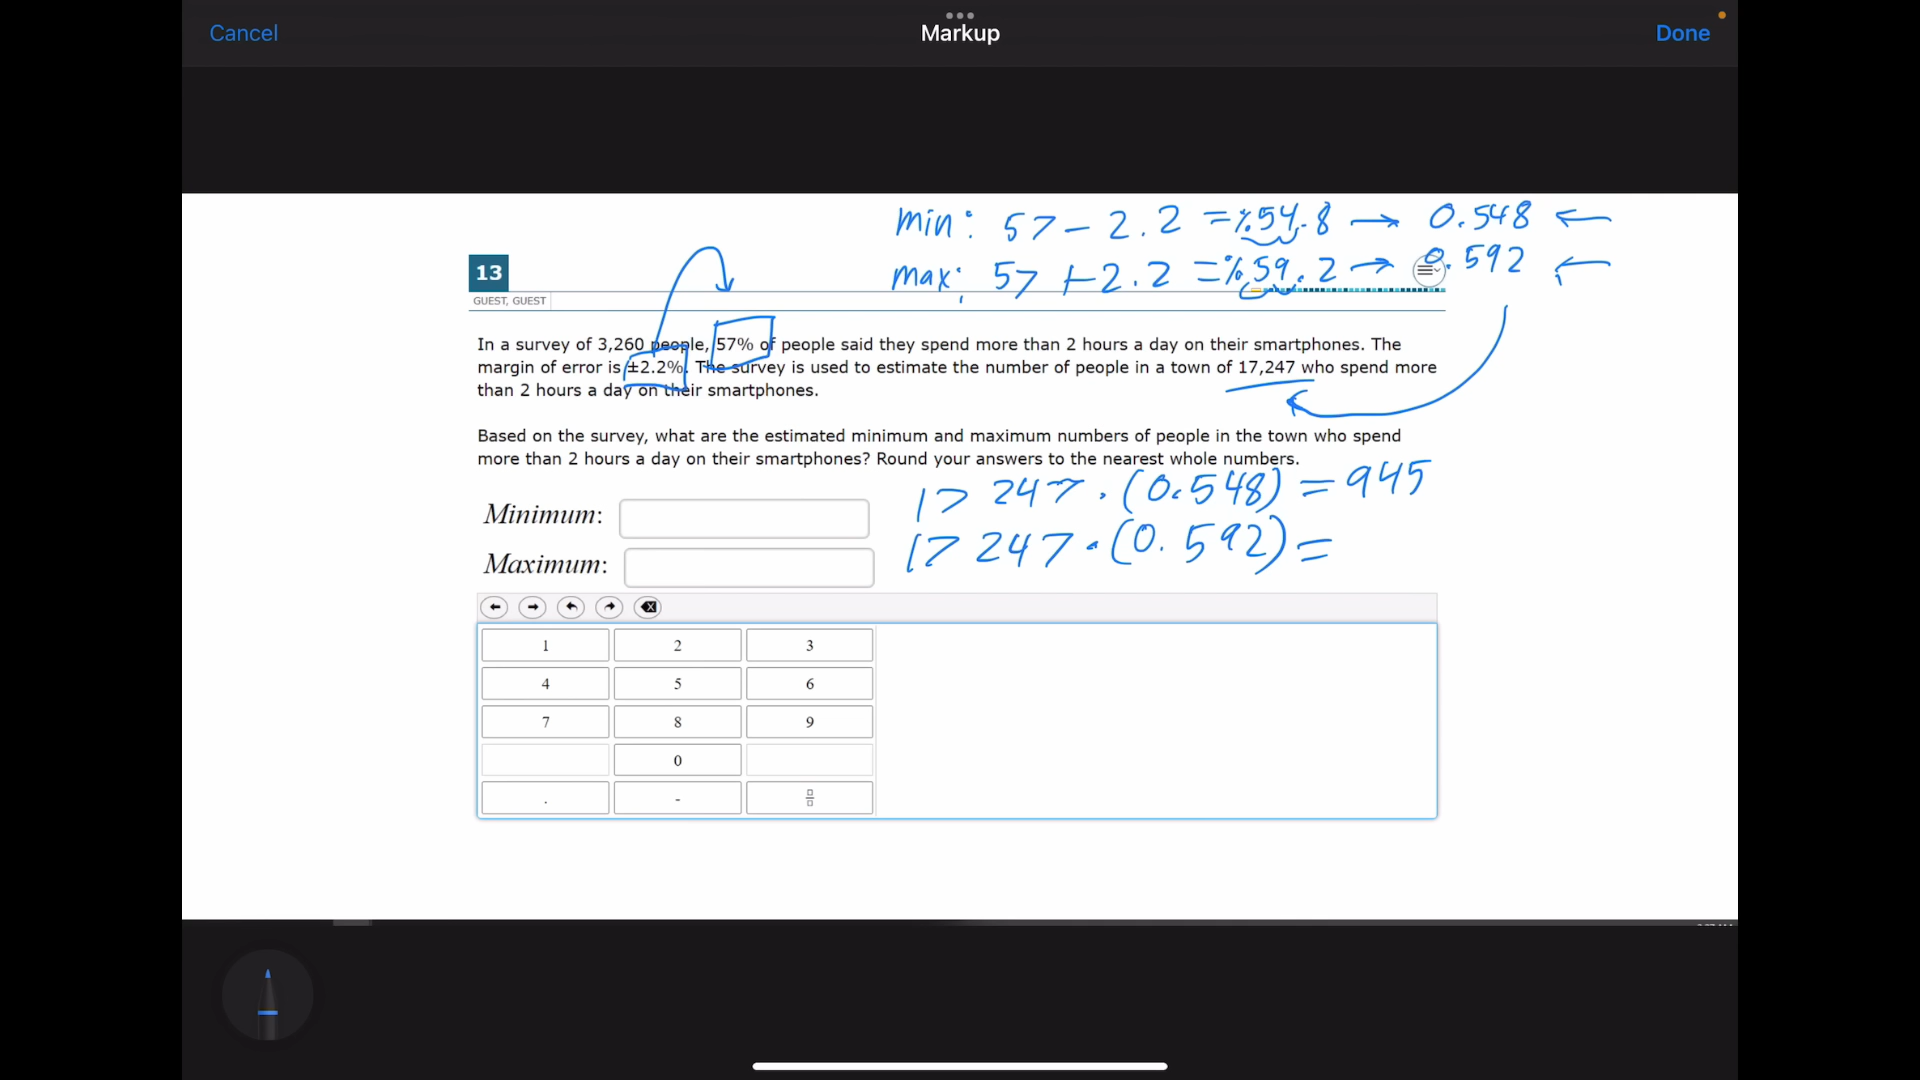 Cancel
Markup
Done
min: 57 - 2.2 = %54.8 → 0.548 ←
max: 57 + 2.2 = %59.2 → 0.592 ←
13
GUEST, GUEST
In a survey of 3,260 people, 57% of people said they spend more than 2 hours a day on their smartphones. The
margin of error is ±2.2%. The survey is used to estimate the number of people in a town of 17,247 who spend more
than 2 hours a day on their smartphones.
Based on the survey, what are the estimated minimum and maximum numbers of people in the town who spend
more than 2 hours a day on their smartphones? Round your answers to the nearest whole numbers.
17 247 · (0.548) = 945
Minimum:
17 247 · (0.592) =
Maximum:
1 2 3
4 5 6
7 8 9
0
. -